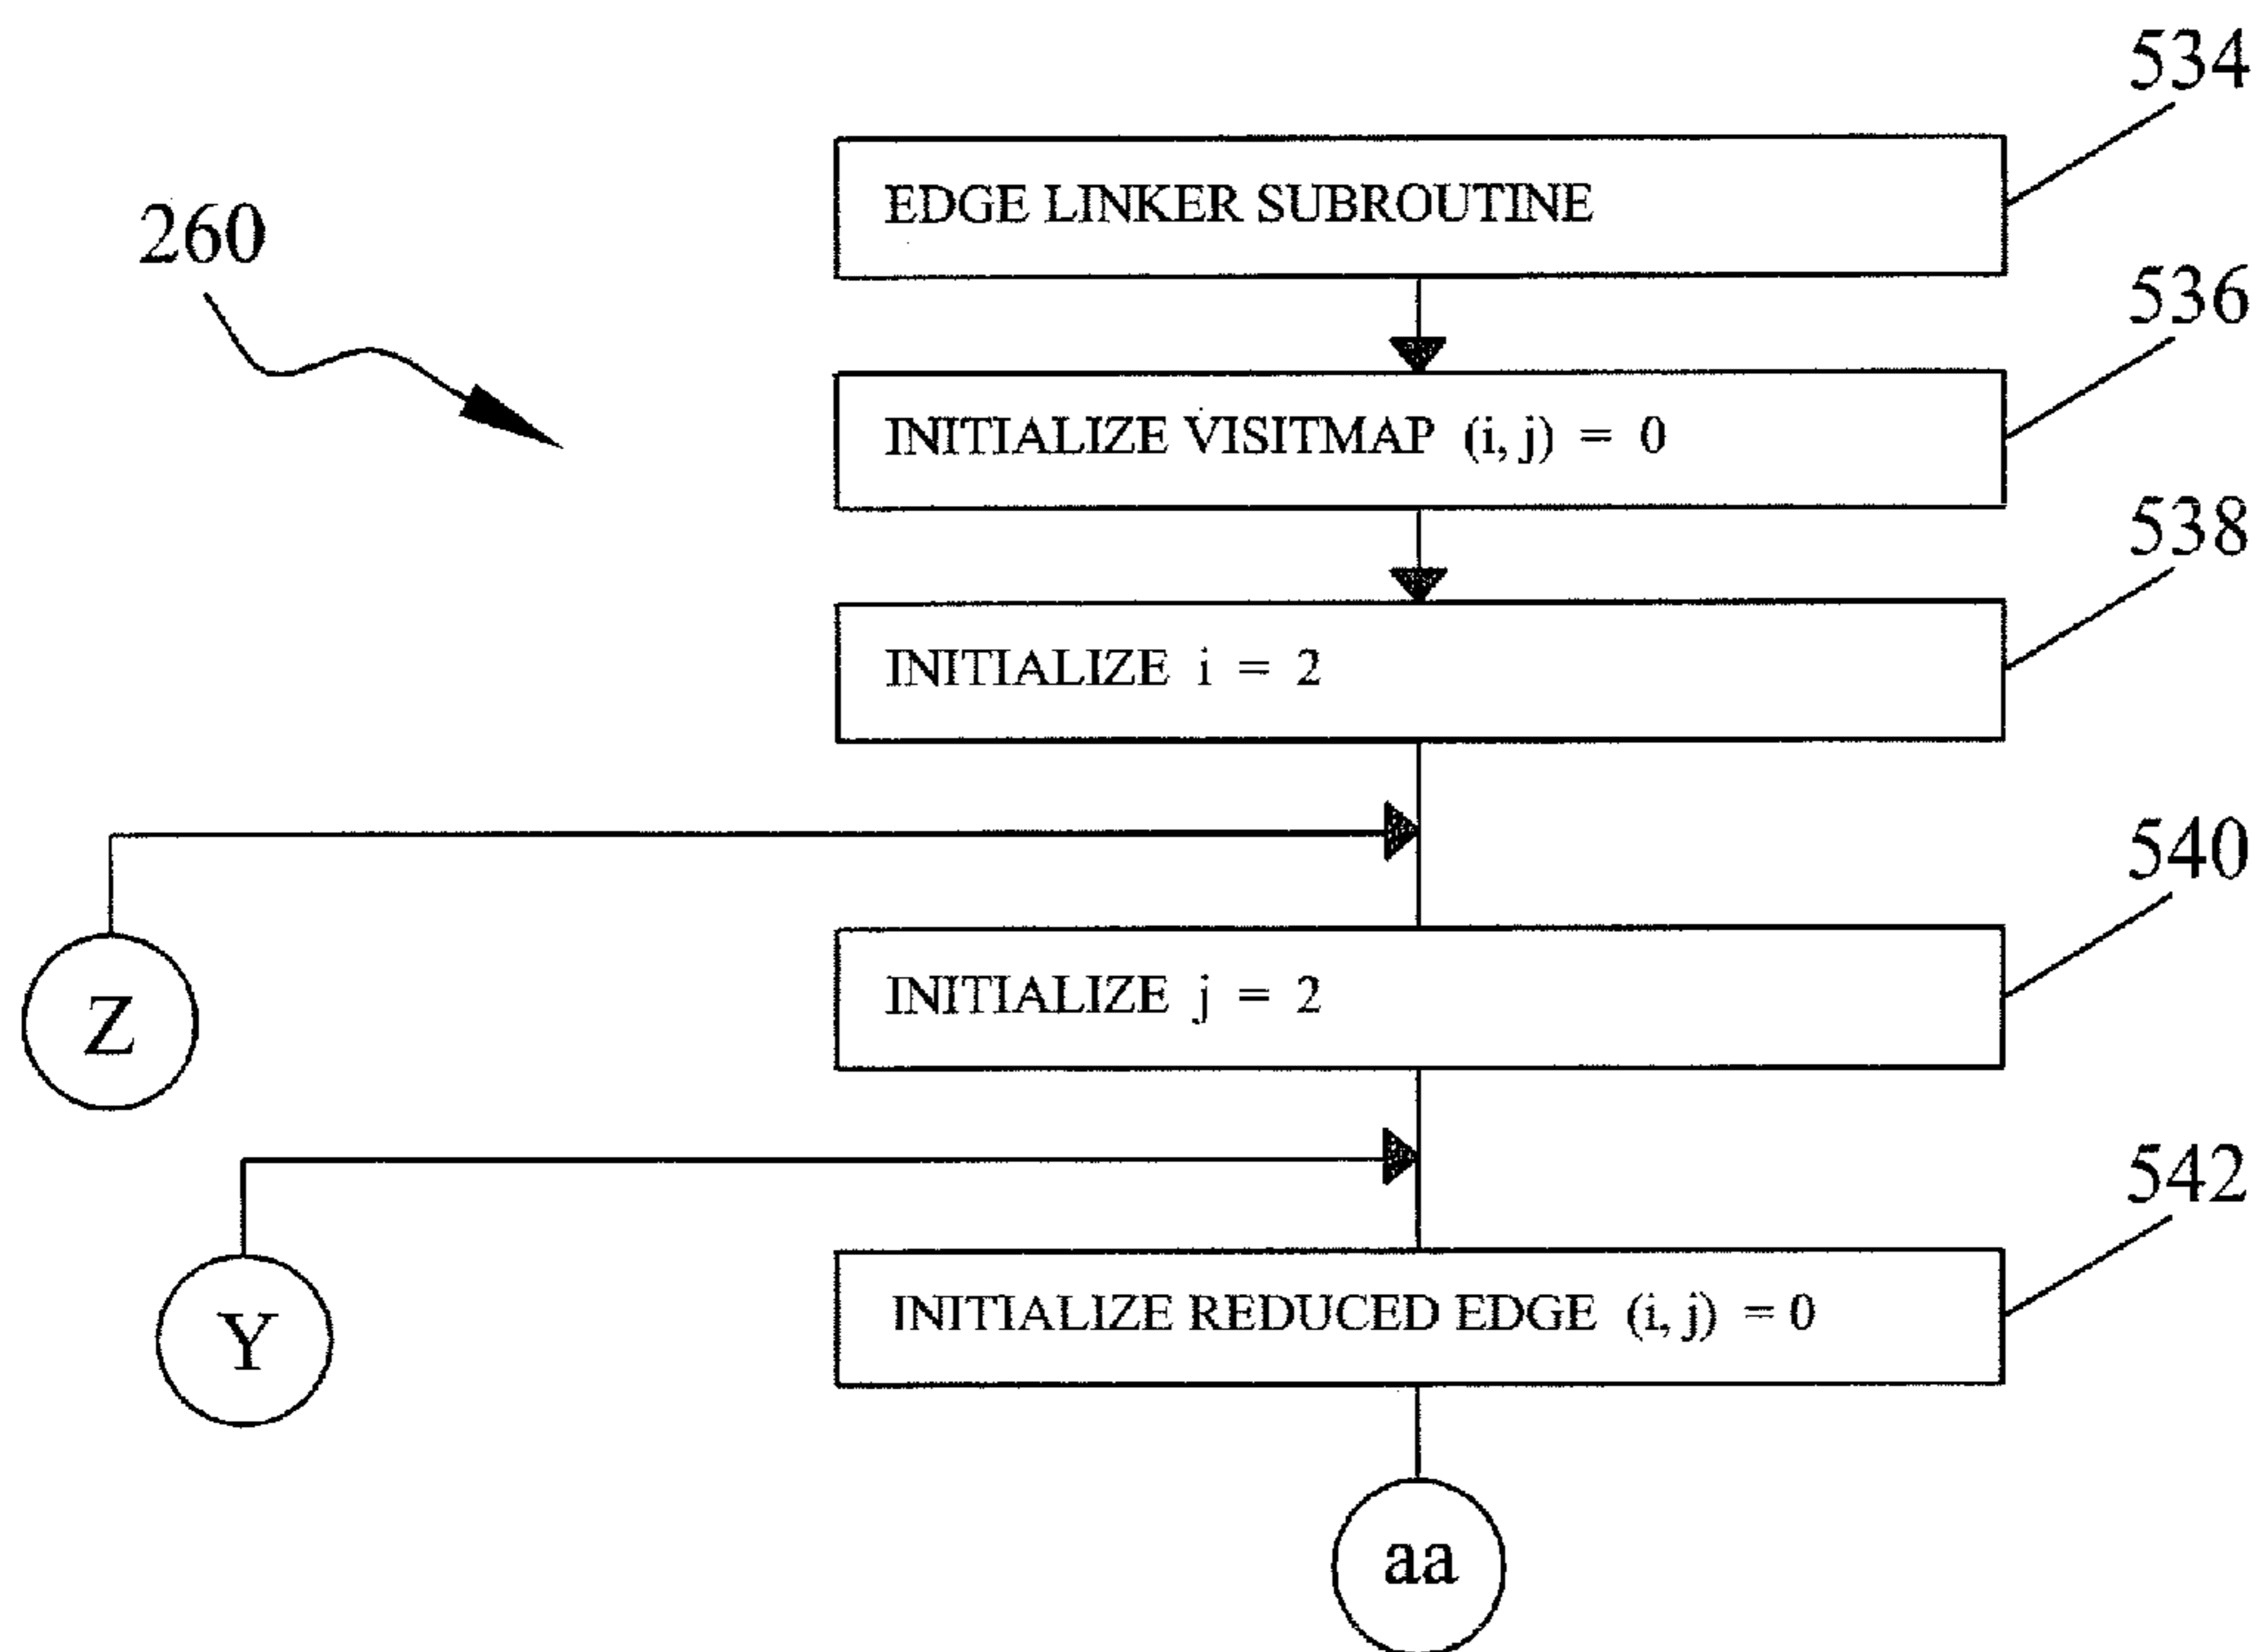 534
EDGE LINKER SUBROUTINE
260
536
INITIALIZE VISITMAP (i, j) = 0
538
INITIALIZE i = 2
540
INITIALIZE j = 2
Z
542
INITIALIZE REDUCED EDGE (i, j) = 0
Y
aa